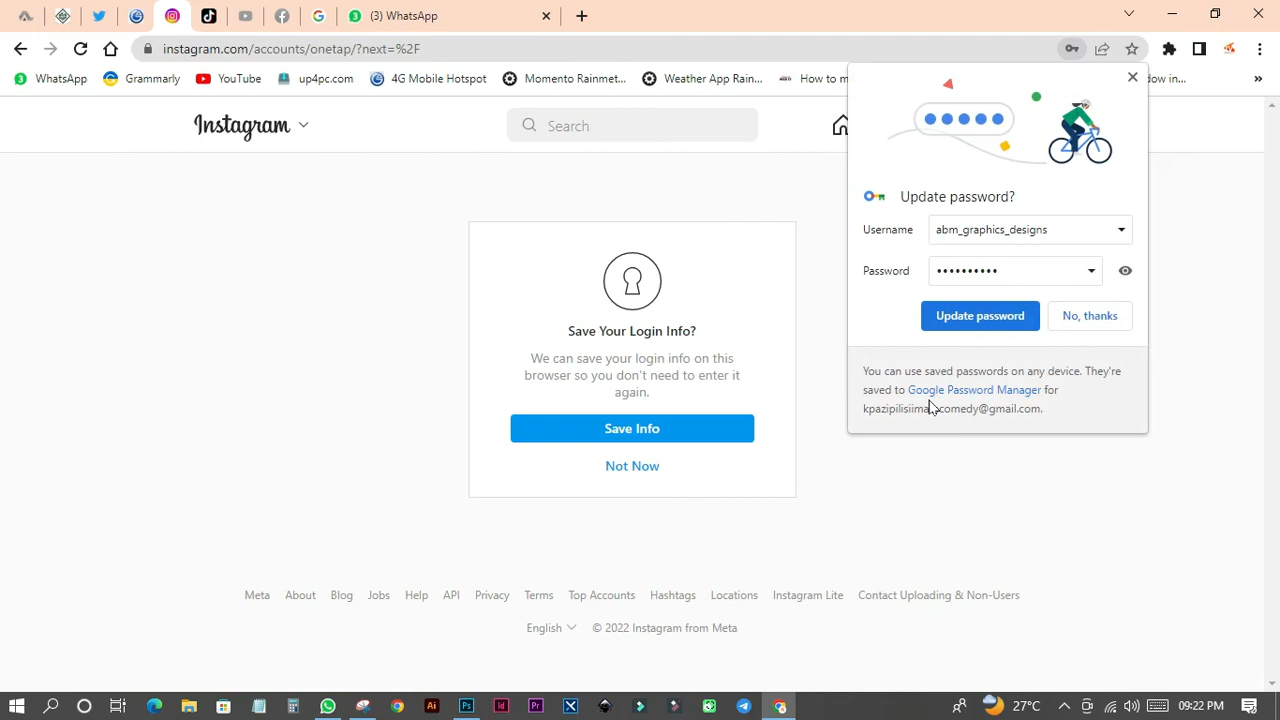 (3) WhatsApp
instagram.com/accounts/onetap/?next=%2F
WhatsApp
Grammarly
YouTube
up4pc.com
4G Mobile Hotspot
Momento Rainmet...
Weather App Rain...
How to m
dow in...
»
Instagram
Search
Update password?
Username
abm_graphics_designs
Password
••••••••••
Update password
No, thanks
You can use saved passwords on any device. They're
saved to Google Password Manager for
kpazipilisiima
comedy@gmail.com.
Save Your Login Info?
We can save your login info on this
browser so you don't need to enter it
again.
Save Info
Not Now
Meta
About
Blog
Jobs
Help
API
Privacy
Terms
Top Accounts
Hashtags
Locations
Instagram Lite
Contact Uploading & Non-Users
English
© 2022 Instagram from Meta
27°C
09:22 PM